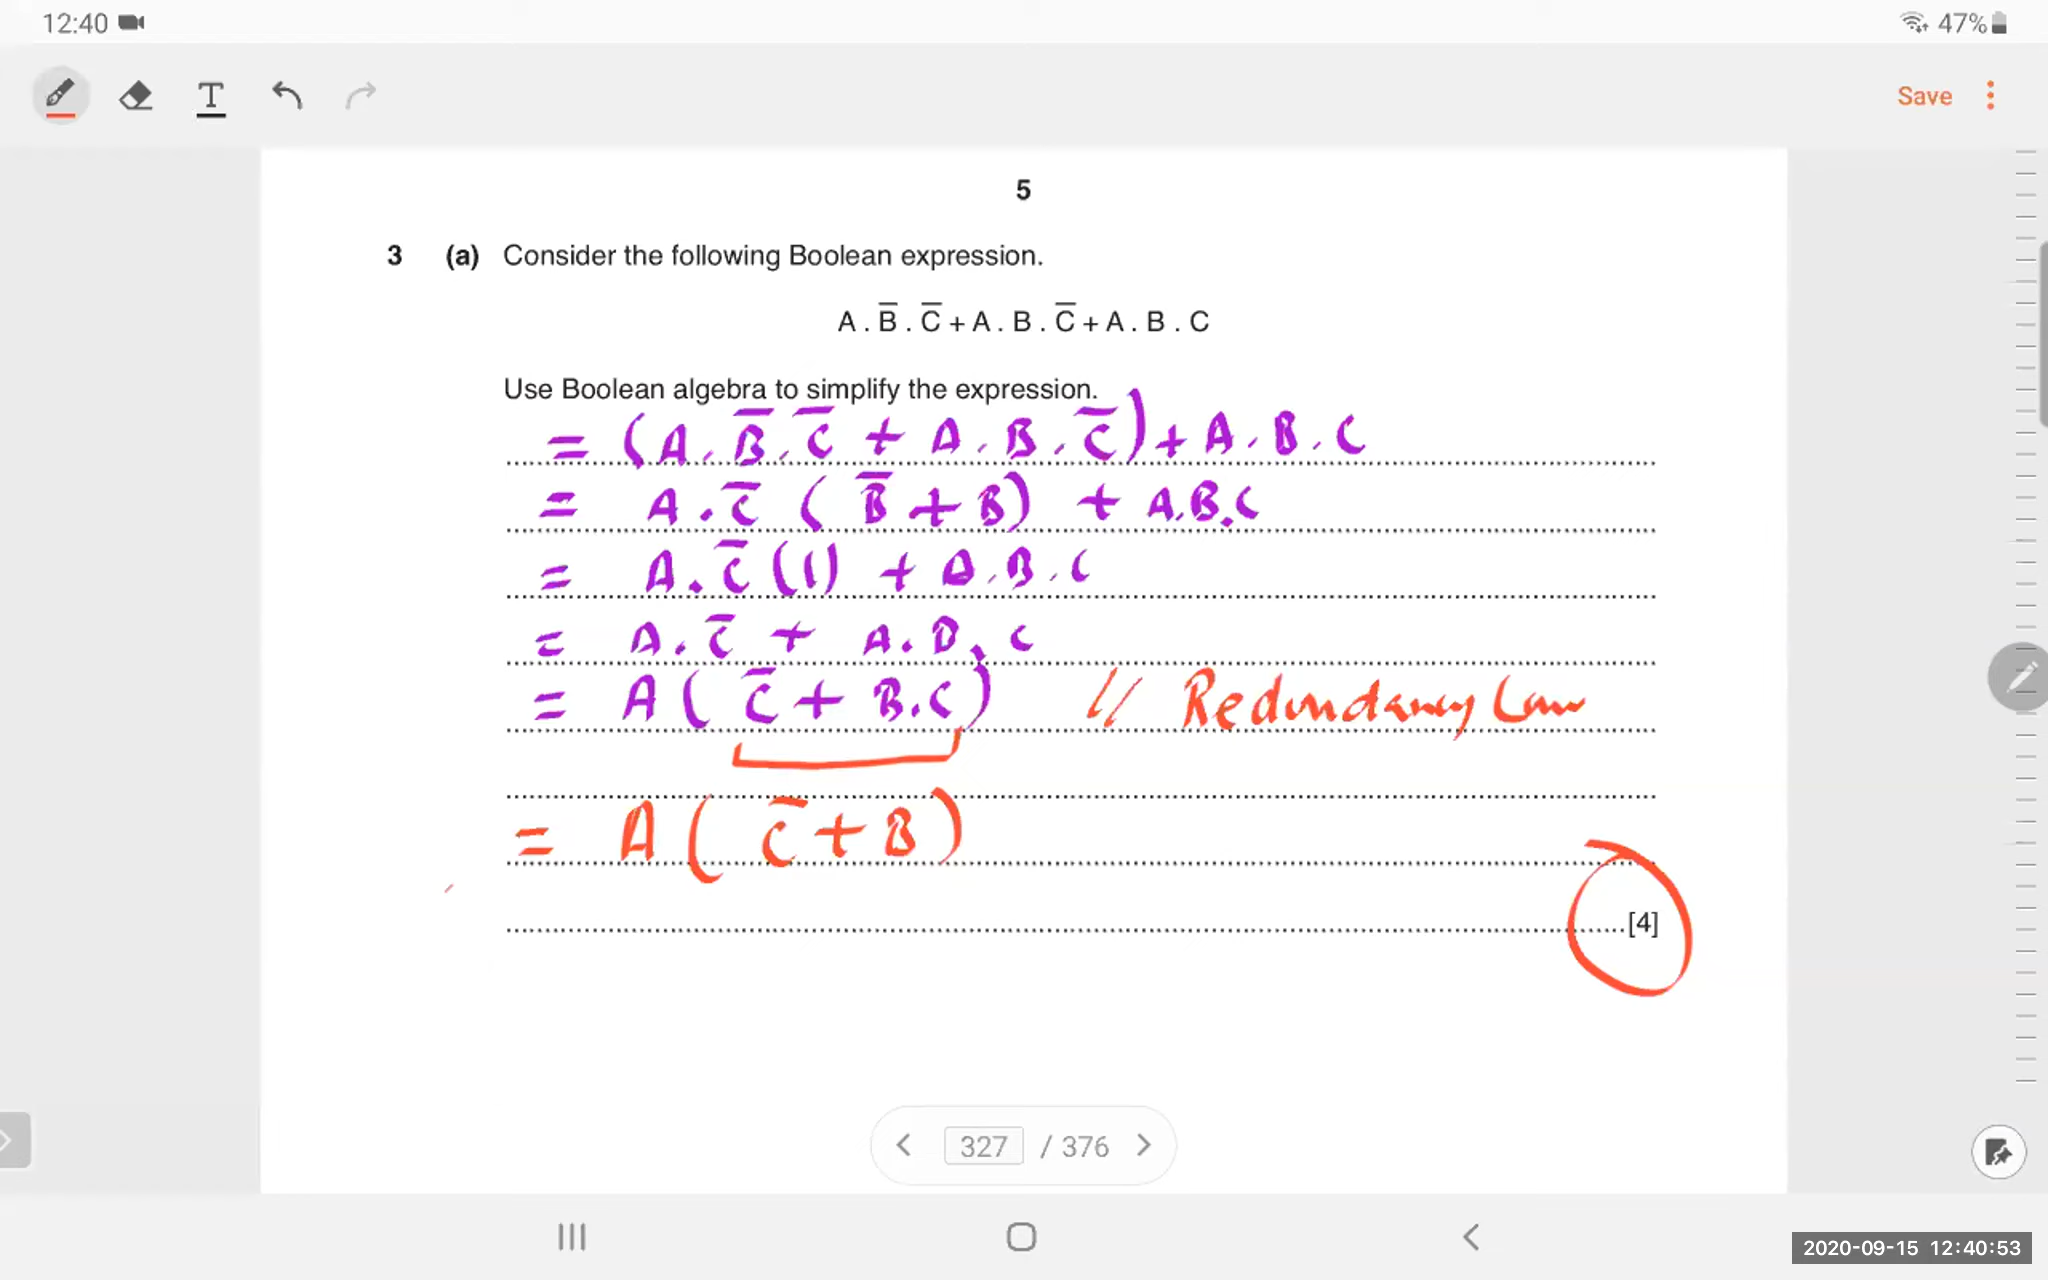 12:40 47%
T Save
5
3 (a) Consider the following Boolean expression.
A . B̅ . C̅ + A . B . C̅ + A . B . C
Use Boolean algebra to simplify the expression.
= (A . B̅ . C̅ + A . B . C̅) + A . B . C
= A . C̅ ( B̅ + B) + A.B.C
= A . C̅ (1) + A . B . C
= A . C̅ + A . B . C
= A ( C̅ + B.C) // Redundancy Law
= A ( C̅ + B )
[4]
327 / 376
2020-09-15 12:40:53